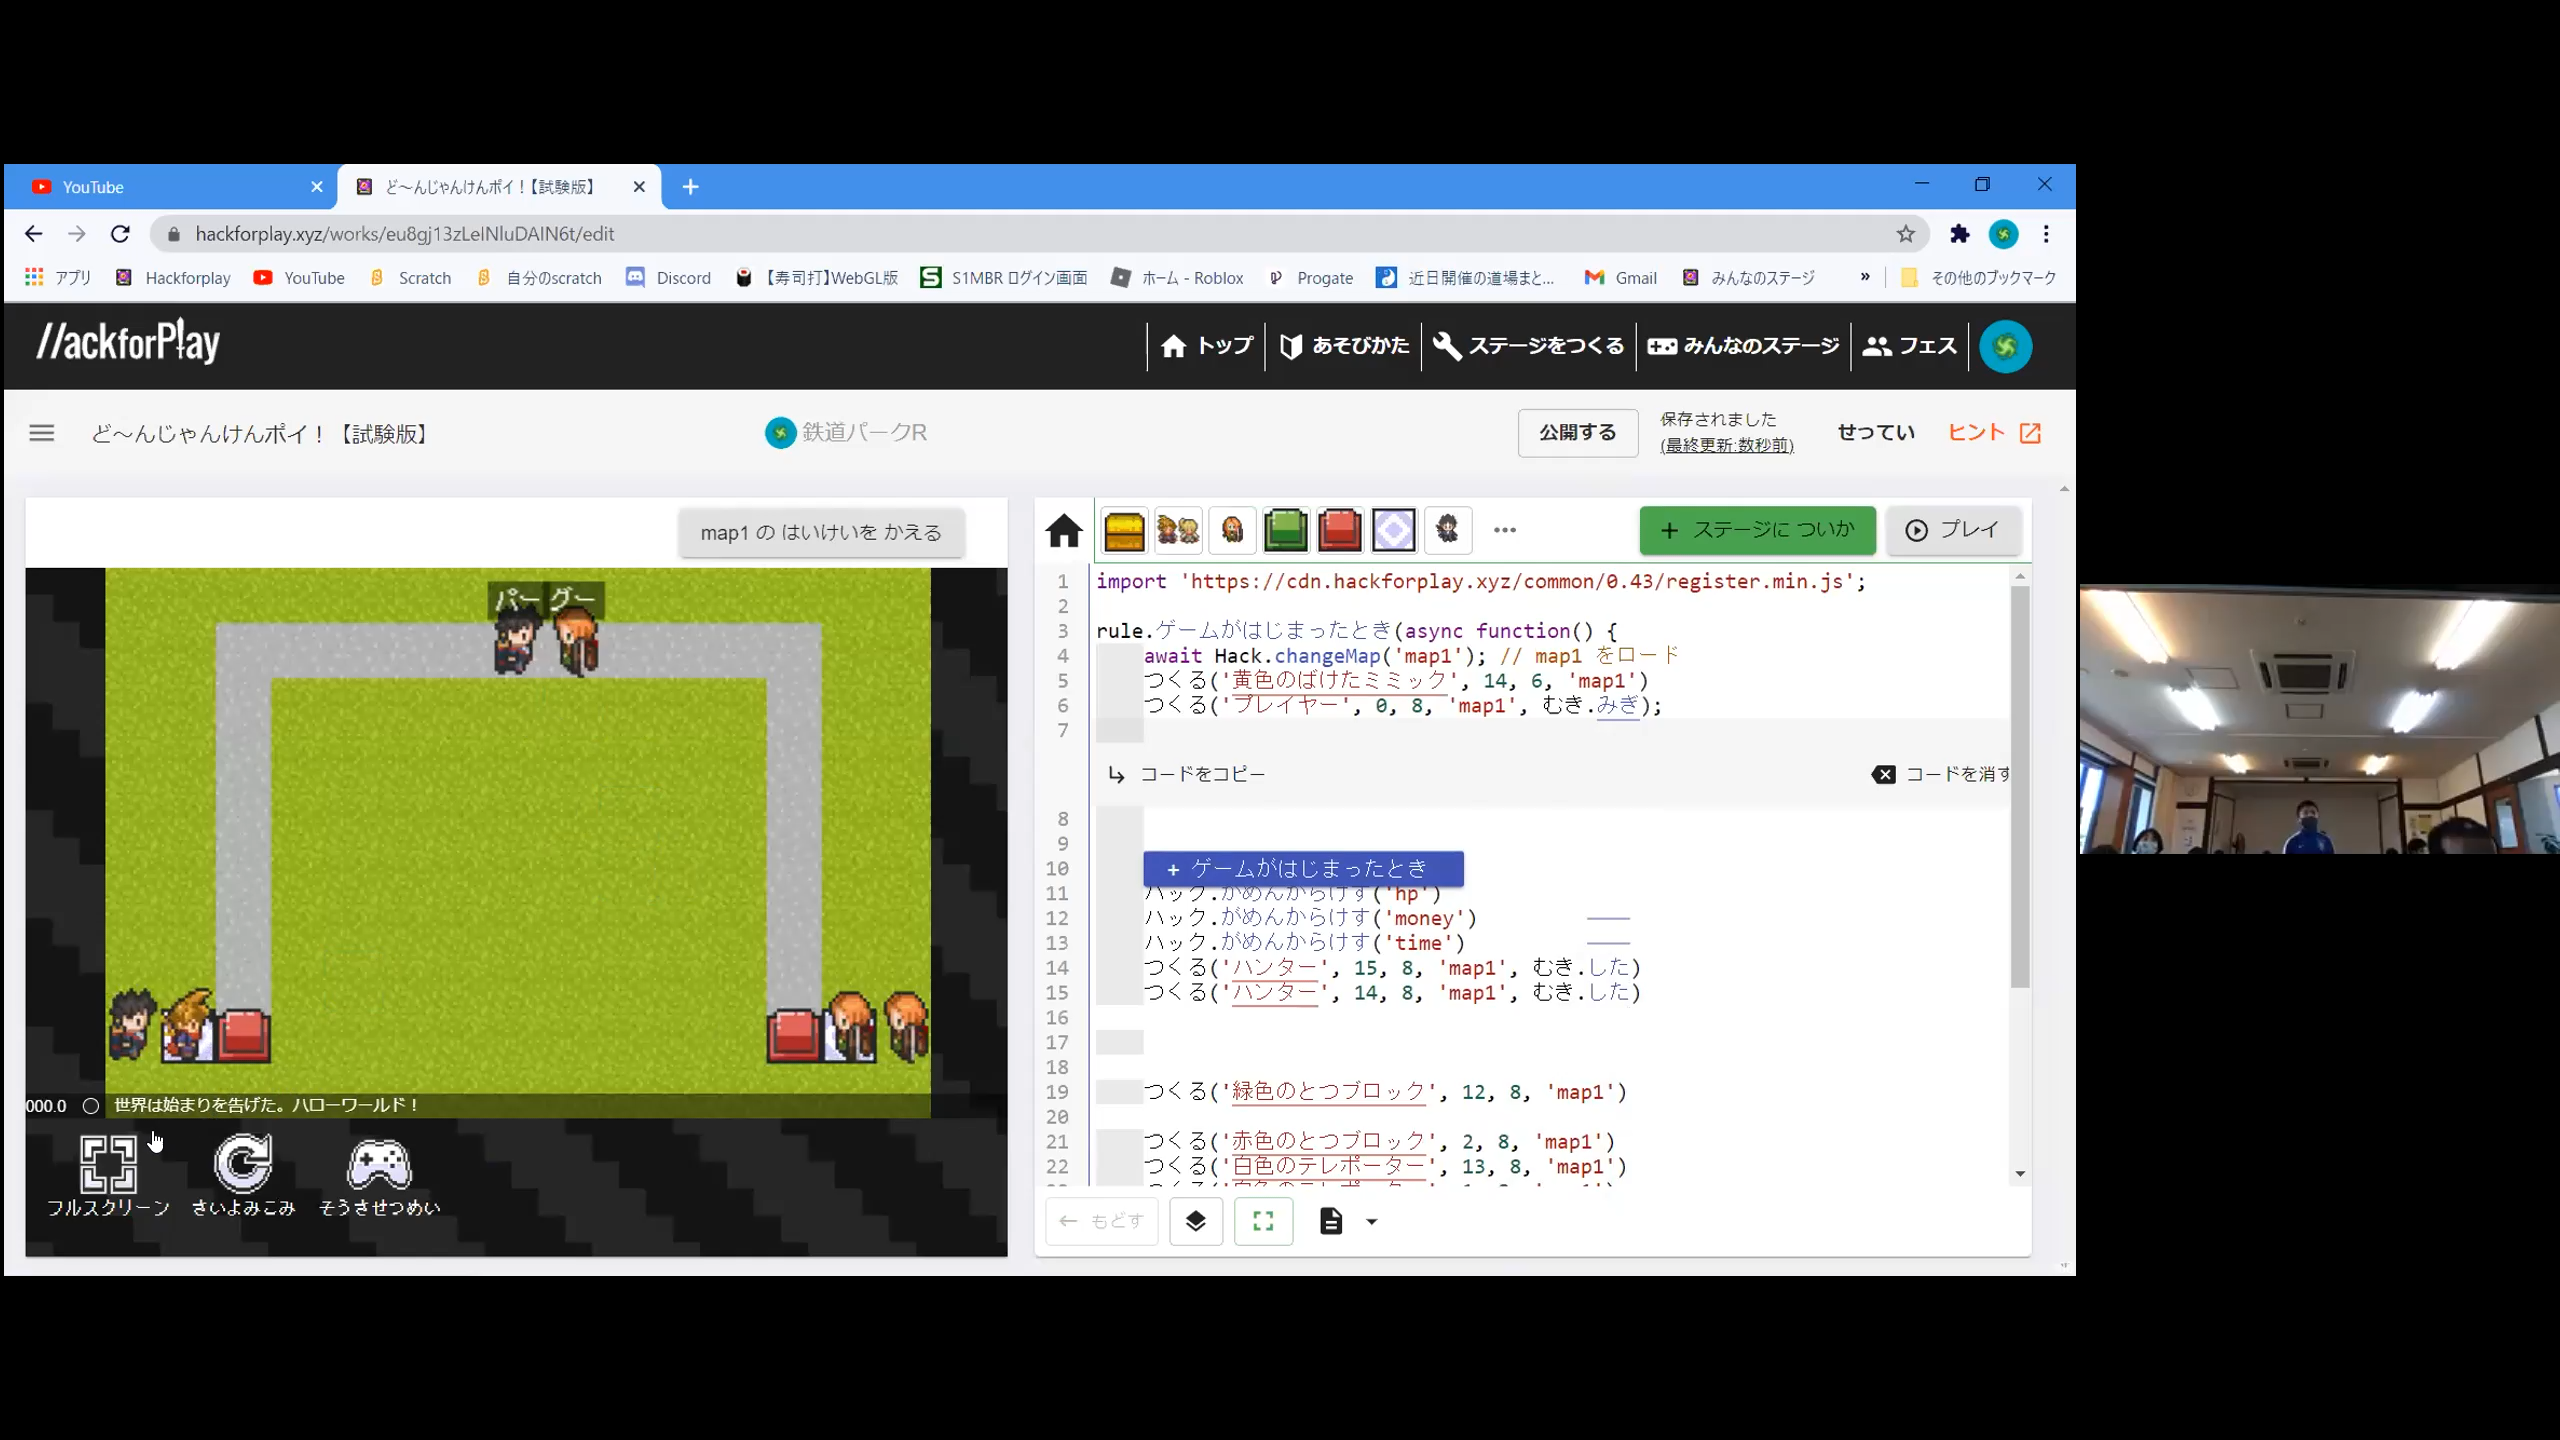 YouTube
ど〜んじゃんけんポイ！【試験版】
hackforplay.xyz/works/eu8gj13zLeINluDAIN6t/edit
アプリ Hackforplay YouTube Scratch 自分のscratch Discord 【寿司打】WebGL版 S1MBR ログイン画面 ホーム - Roblox Progate 近日開催の道場まと... Gmail みんなのステージ » その他のブックマーク
HackforPlay
トップ あそびかた ステージをつくる みんなのステージ フェス
ど〜んじゃんけんポイ！【試験版】 鉄道パークR 公開する 保存されました
(最終更新:数秒前)
せってい ヒント
map1 の はいけいを かえる
パー グー
000.0 世界は始まりを告げた。ハローワールド！
フルスクリーン さいよみこみ そうさせつめい
+ ステージに ついか プレイ
1 import 'https://cdn.hackforplay.xyz/common/0.43/register.min.js';
2
3 rule.ゲームがはじまったとき(async function() {
4 await Hack.changeMap('map1'); // map1 をロード
5 つくる('黄色のばけたミミック', 14, 6, 'map1')
6 つくる('プレイヤー', 0, 8, 'map1', むき.みぎ);
7
コードをコピー コードを消す
8
9
10 + ゲームがはじまったとき
11 ハック.がめんからけす('hp')
12 ハック.がめんからけす('money')
13 ハック.がめんからけす('time')
14 つくる('ハンター', 15, 8, 'map1', むき.した)
15 つくる('ハンター', 14, 8, 'map1', むき.した)
16
17
18
19 つくる('緑色のとつブロック', 12, 8, 'map1')
20
21 つくる('赤色のとつブロック', 2, 8, 'map1')
22 つくる('白色のテレポーター', 13, 8, 'map1')
もどす